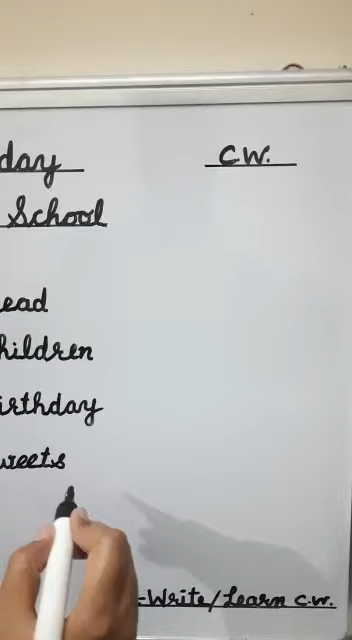 day C.W.
School
ead
hildren
irthday
weets
-Write/Learn C.W.